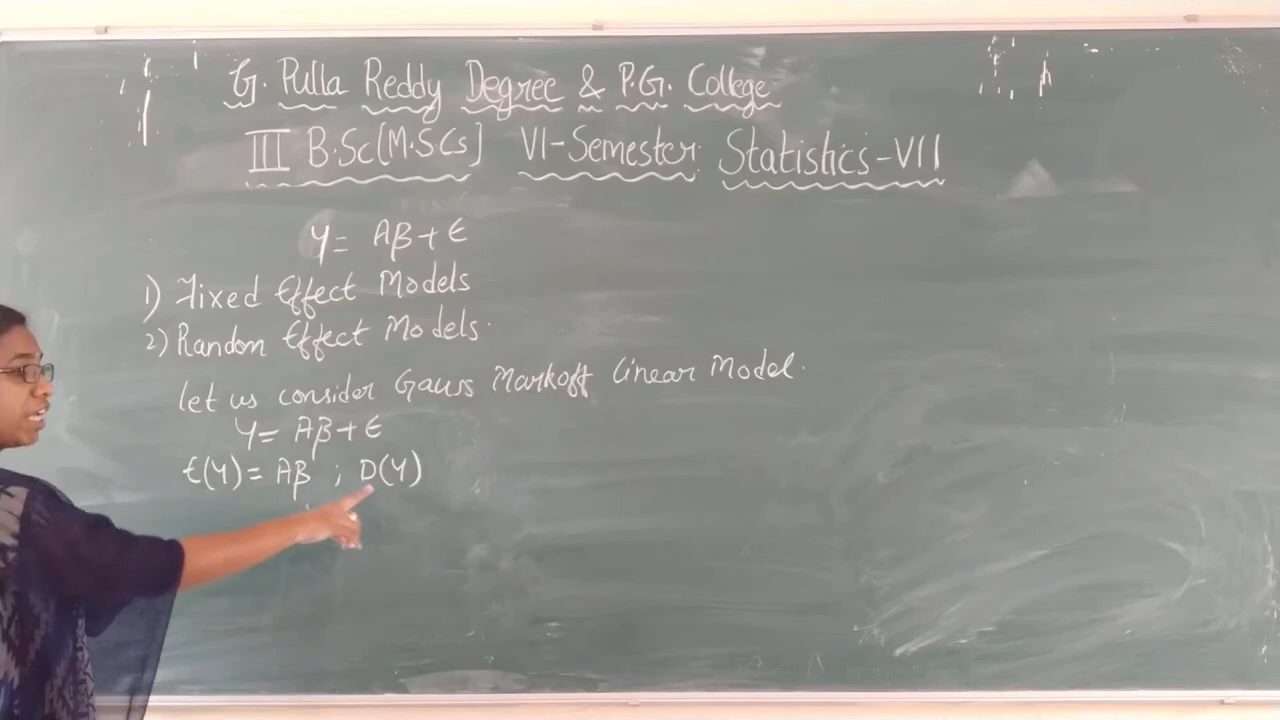 G. Pulla Reddy Degree & P.G. College
III B.Sc[M.SCs] VI-Semester Statistics-VII
Y = Aβ + ϵ
1) Fixed Effect Models
2) Random Effect Models.
let us consider Gauss Markoff linear Model.
Y = Aβ + ϵ
E(Y) = Aβ ; D(Y)